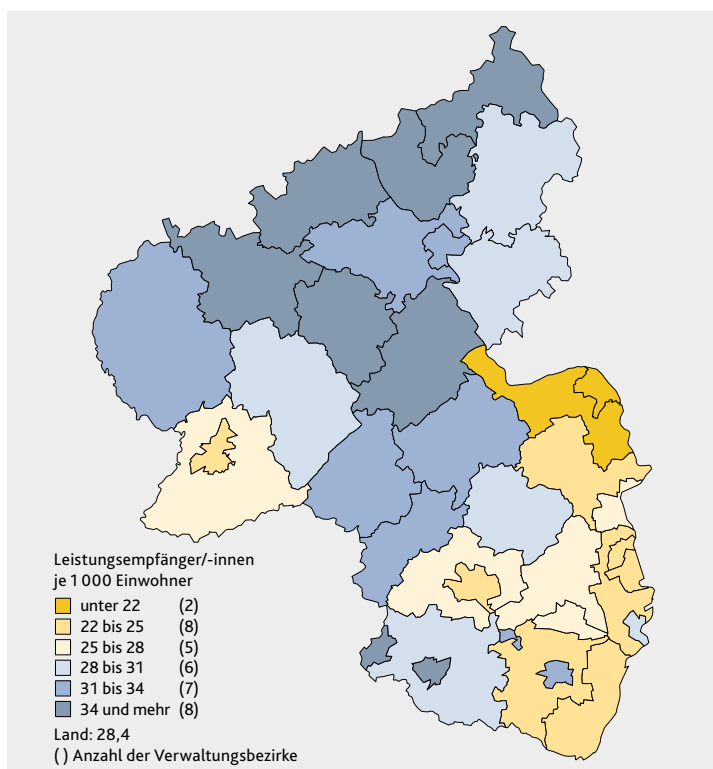 Leistungsempfänger/-innen
je 1 000 Einwohner
unter 22 (2)
22 bis 25 (8)
25 bis 28 (5)
28 bis 31 (6)
31 bis 34 (7)
34 und mehr (8)
Land: 28,4
( ) Anzahl der Verwaltungsbezirke